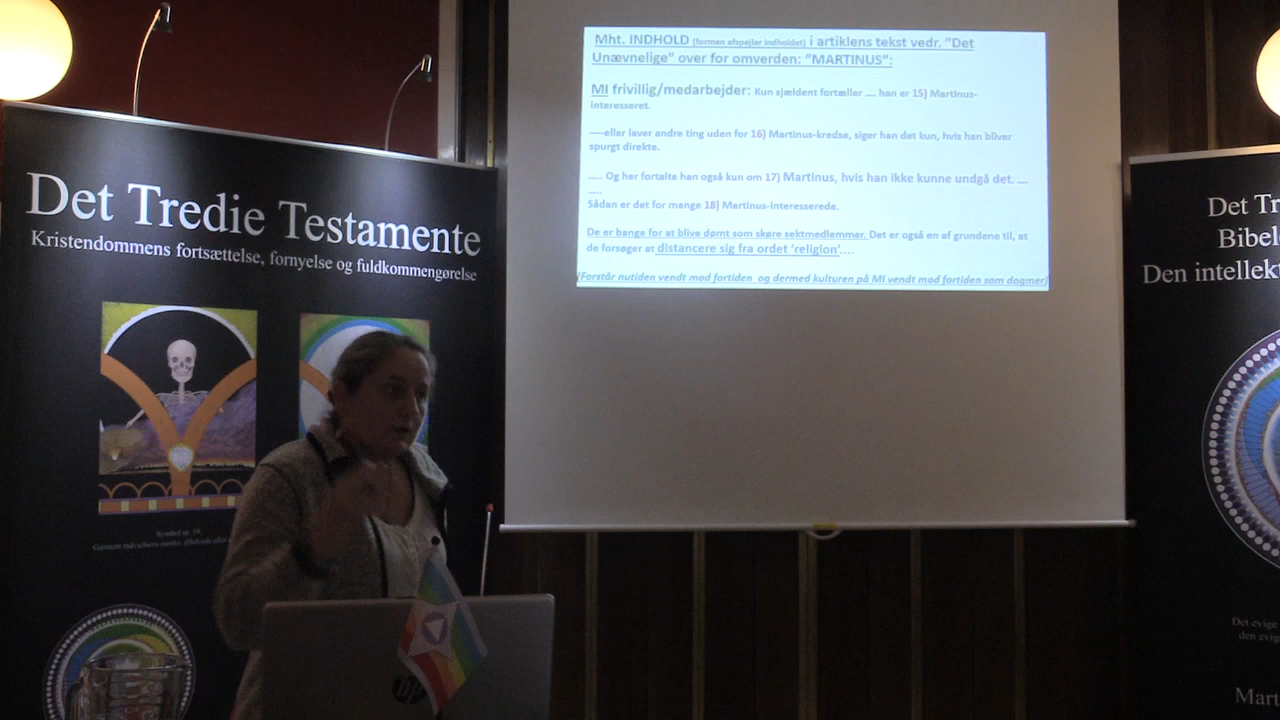 Det Tredie Testamente
Kristendommens fortsættelse, fornyelse og fuldkommengørelse
Symbol nr. 19
Mht. INDHOLD (formen afspejler indholdet) i artiklens tekst vedr. "Det
Unævnelige" over for omverden: "MARTINUS":
MI frivillig/medarbejder: Kun sjældent fortæller .... han er 15) Martinus-
interesseret.
-----eller laver andre ting uden for 16) Martinus-kredse, siger han det kun, hvis han bliver
spurgt direkte.
..... Og her fortalte han også kun om 17) Martinus, hvis han ikke kunne undgå det. ....
.....
Sådan er det for mange 18) Martinus-interesserede.
De er bange for at blive dømt som skøre sektmedlemmer. Det er også en af grundene til, at
de forsøger at distancere sig fra ordet 'religion'.....
(Forstår nutiden vendt mod fortiden og dermed kulturen på MI vendt mod fortiden som dogmer)
hp
Det Tr
Bibel
Den intellekt
Det evige
den evig
Mart